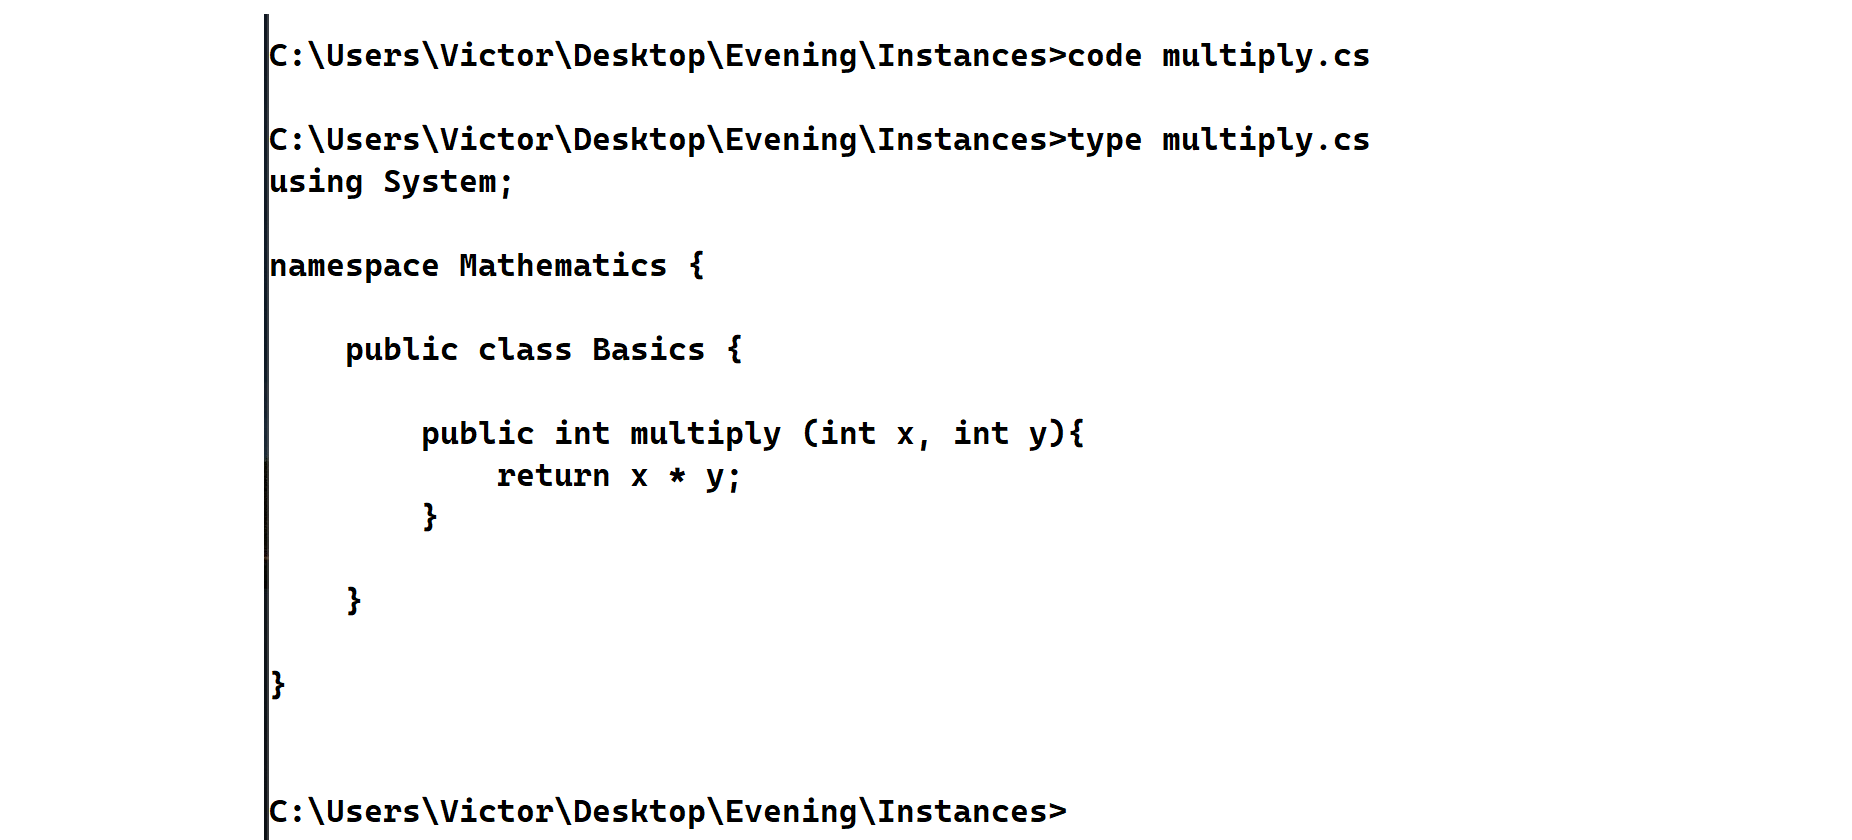 C:\Users\Victor\Desktop\Evening\Instances>code multiply.cs
C:\Users\Victor\Desktop\Evening\Instances>type multiply.cs
using System;
namespace Mathematics {
public class Basics {
public int multiply (int x, int y){
return x * y;
}
}
}
C:\Users\Victor\Desktop\Evening\Instances>